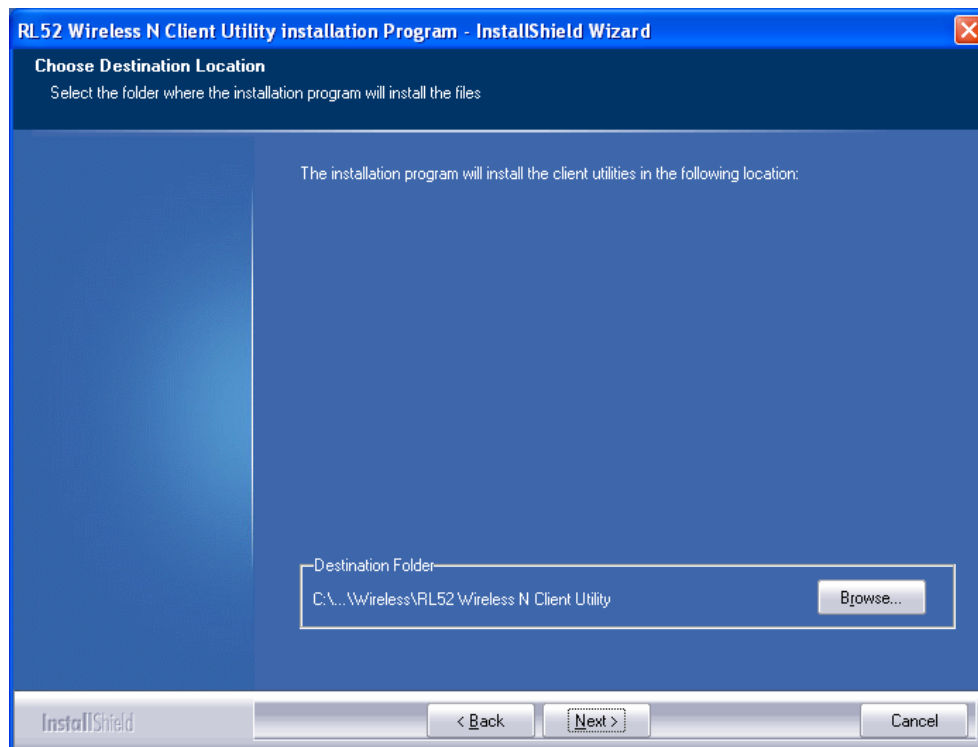 RL52 Wireless N Client Utility installation Program - InstallShield Wizard
Choose Destination Location
Select the folder where the installation program will install the files
The installation program will install the client utilities in the following location:
Destination Folder
C:\...\Wireless\RL52 Wireless N Client Utility
Browse...
InstallShield
< Back
Next >
Cancel